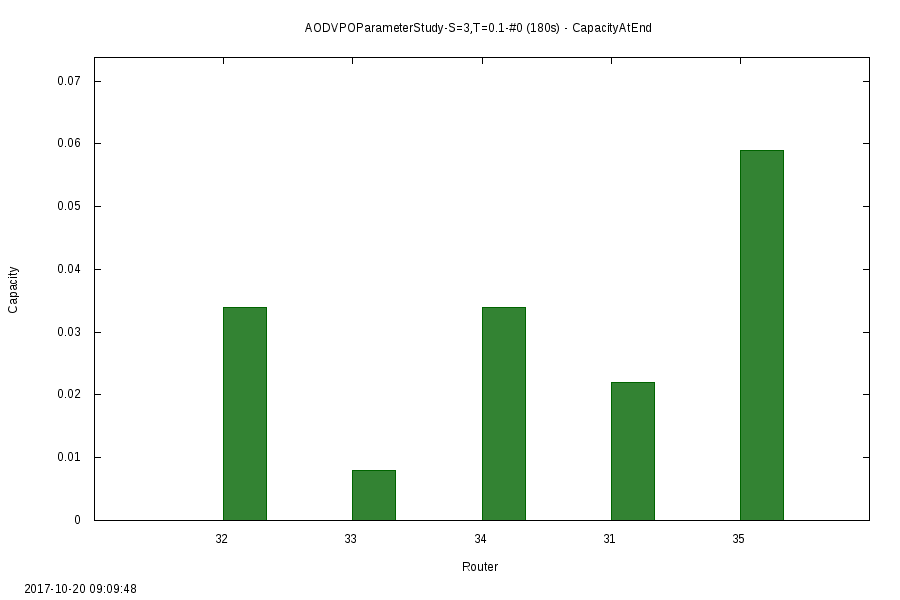 AODVPOParameterStudy-S=3,T=0.1-#0 (180s) - CapacityAtEnd
0.07
0.06
0.05
0.04
0.03
0.02
0.01
0
Capacity
32 33 34 31 35
Router
2017-10-20 09:09:48